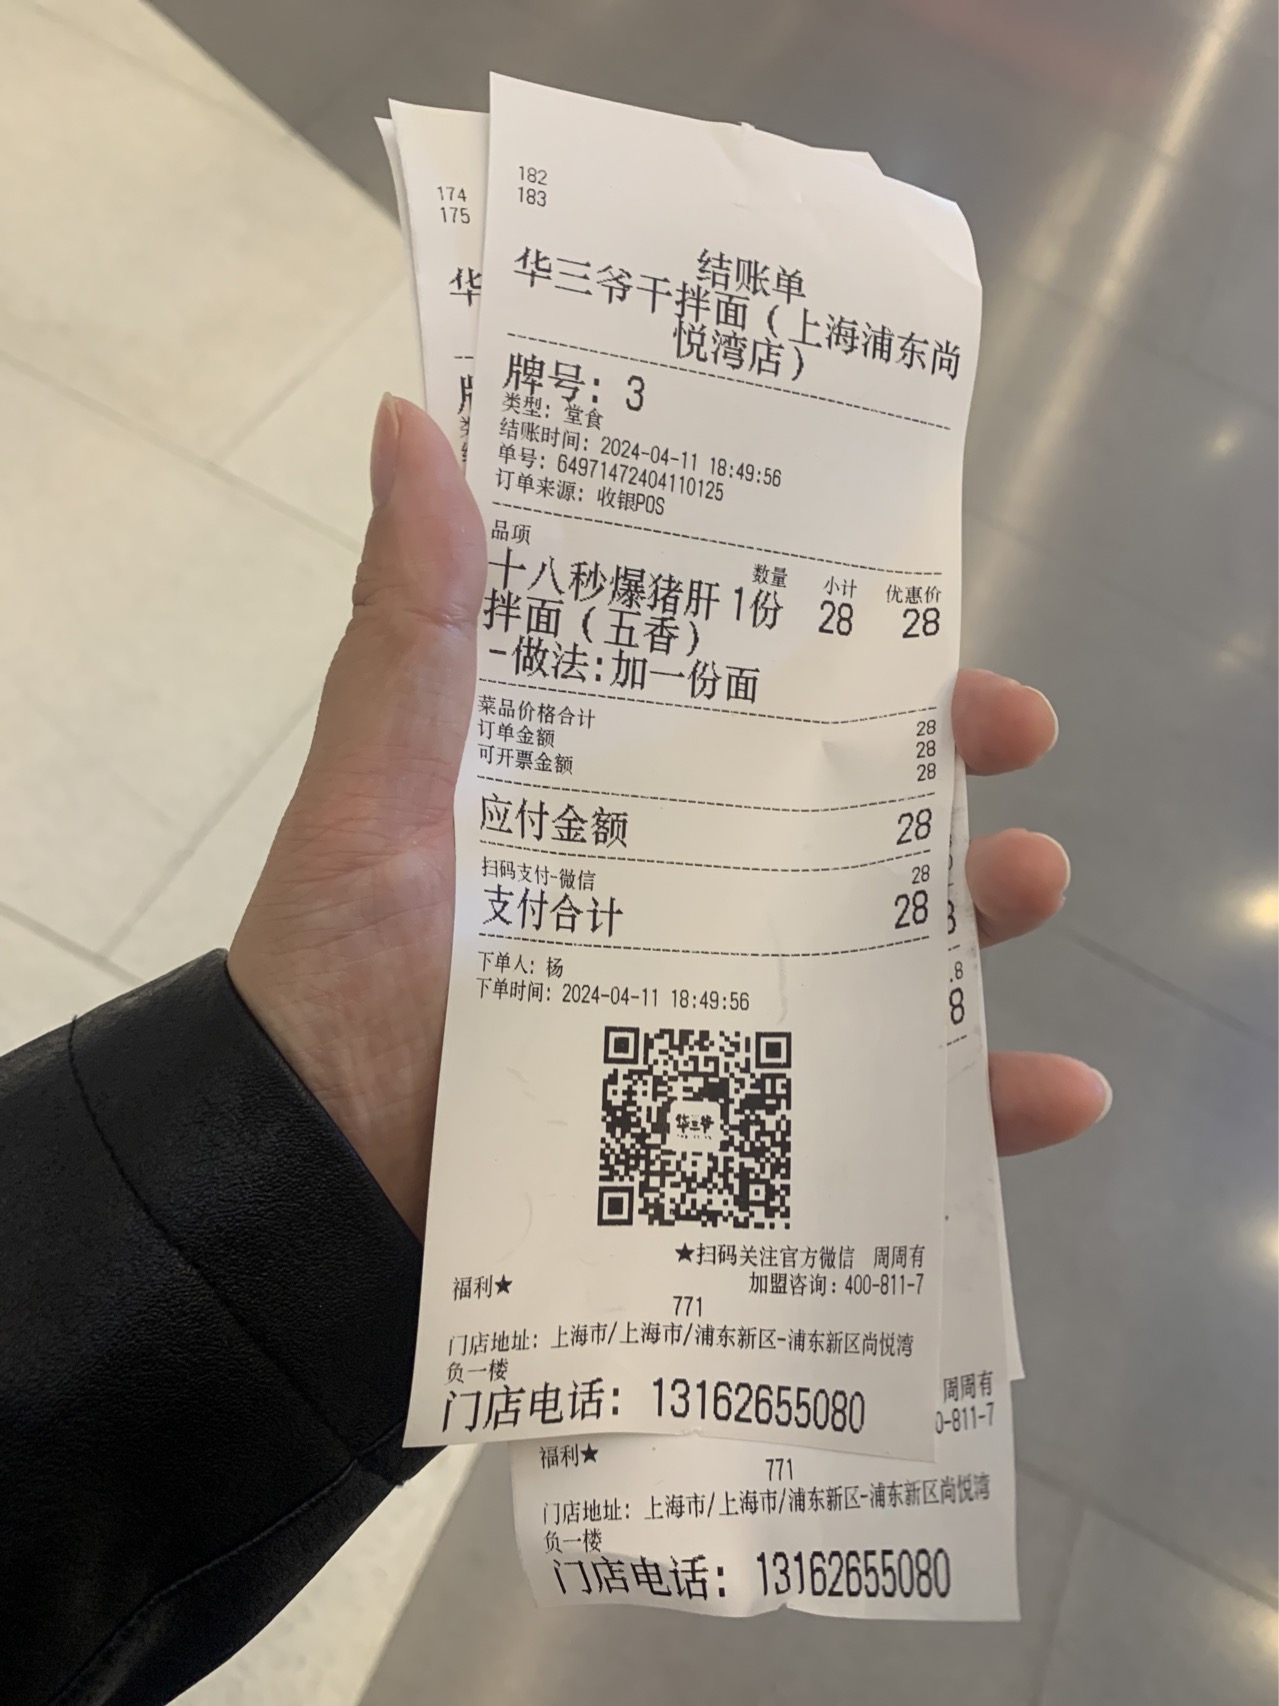 182
183
结账单
华三爷干拌面（上海浦东尚
悦湾店）
牌号：3
类型：堂食
结账时间：2024-04-11 18:49:56
单号：64971472404110125
订单来源：收银POS
品项 数量 小计 优惠价
十八秒爆猪肝 1份 28 28
拌面（五香）
-做法:加一份面
菜品价格合计 28
订单金额 28
可开票金额 28
应付金额 28
扫码支付-微信 28
支付合计 28
下单人：杨
下单时间：2024-04-11 18:49:56
华三爷
★扫码关注官方微信 周周有
福利★ 加盟咨询：400-811-7
771
门店地址：上海市/上海市/浦东新区-浦东新区尚悦湾
负一楼
门店电话：13162655080
174
175
华
.8
8
周周有
0-811-7
福利★
771
门店地址：上海市/上海市/浦东新区-浦东新区尚悦湾
负一楼
门店电话：13162655080